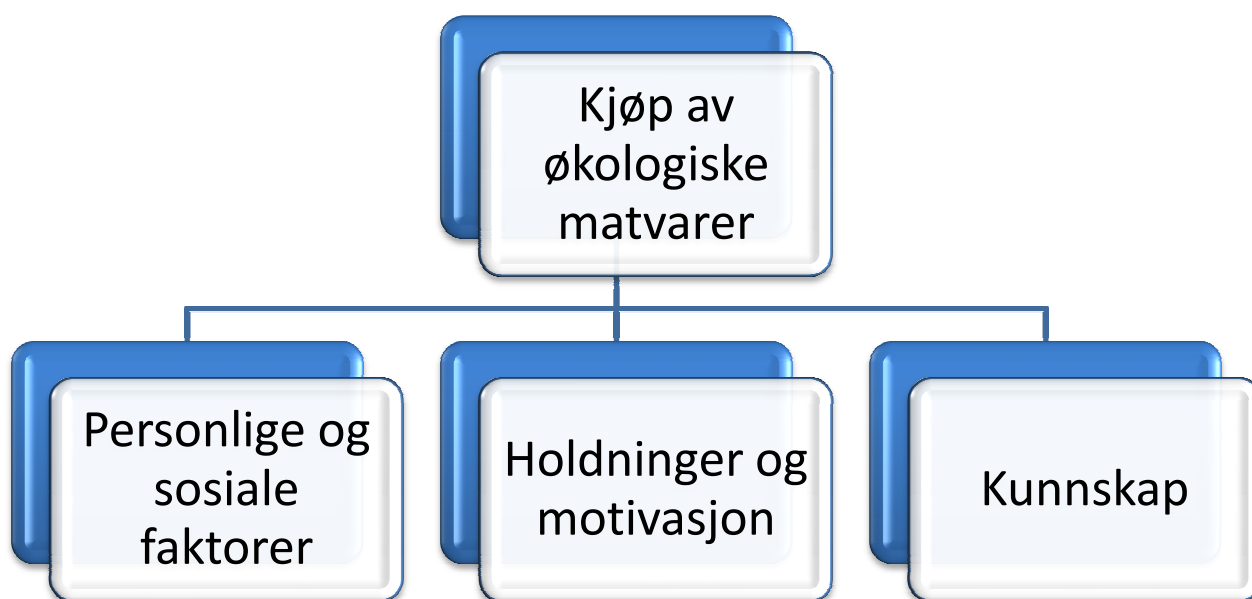 Kjøp av
økologiske
matvarer
Personlige og
sosiale
faktorer
Holdninger og
motivasjon
Kunnskap